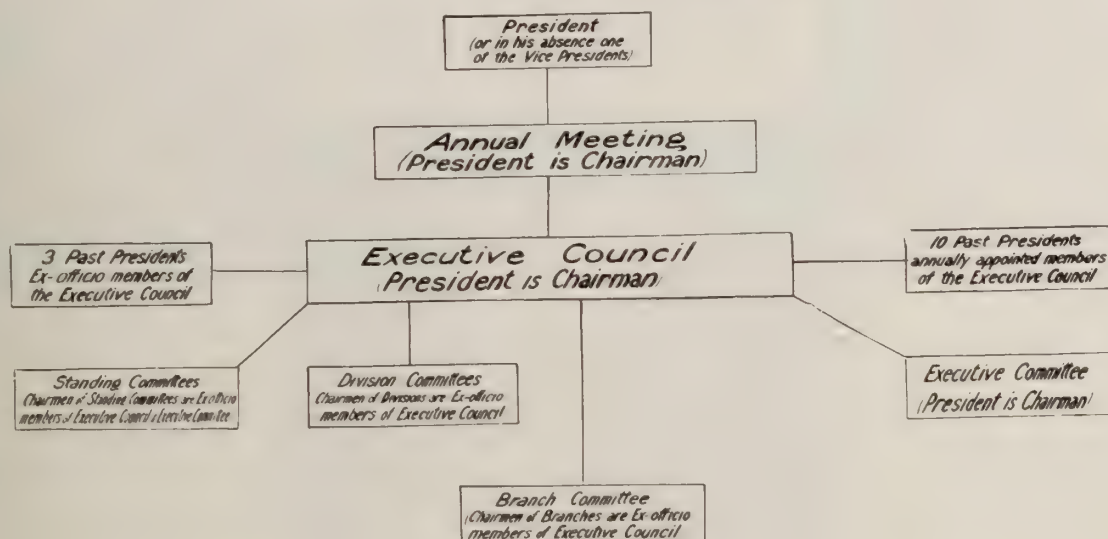 President
(or in his absence one
of the Vice Presidents)
Annual Meeting
(President is Chairman)
3 Past Presidents
Ex-officio members of
the Executive Council
Executive Council
(President is Chairman)
10 Past Presidents
annually appointed members
of the Executive Council
Standing Committees
Chairmen of Standing Committees are Ex officio
members of Executive Council & Executive Committee
Division Committees
Chairmen of Divisions are Ex-officio
members of Executive Council
Executive Committee
(President is Chairman)
Branch Committee
(Chairmen of Branches are Ex-officio
members of Executive Council